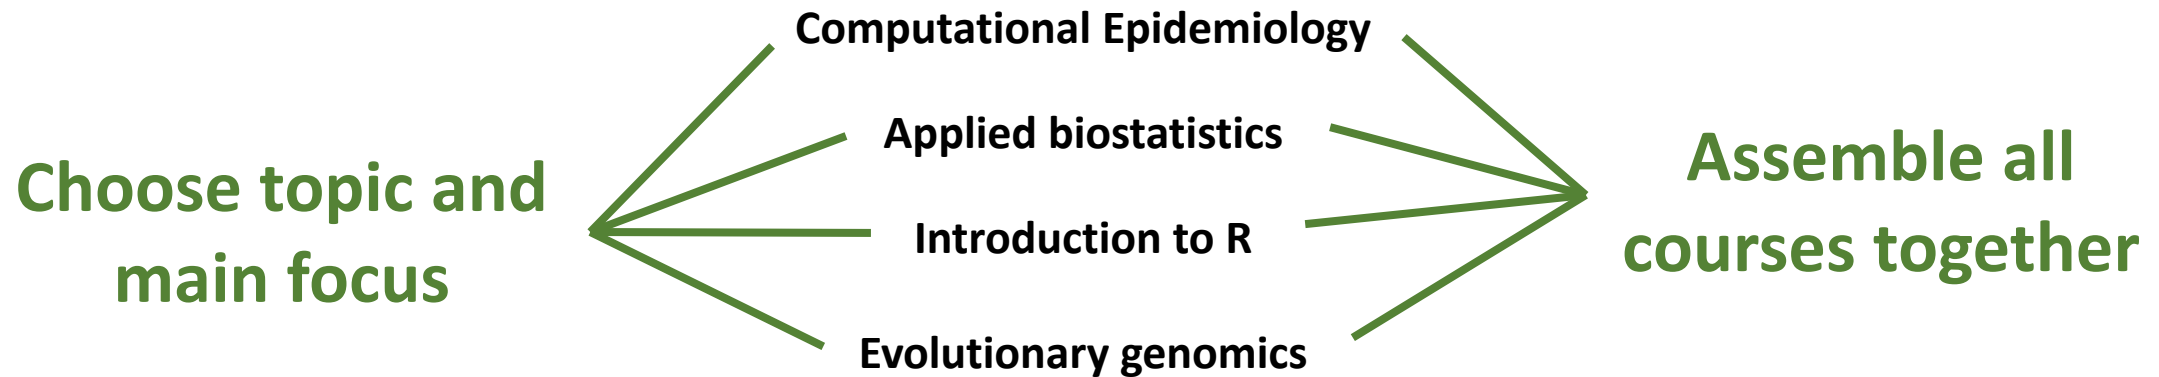 Choose topic and
main focus
Computational Epidemiology
Applied biostatistics
Introduction to R
Evolutionary genomics
Assemble all
courses together